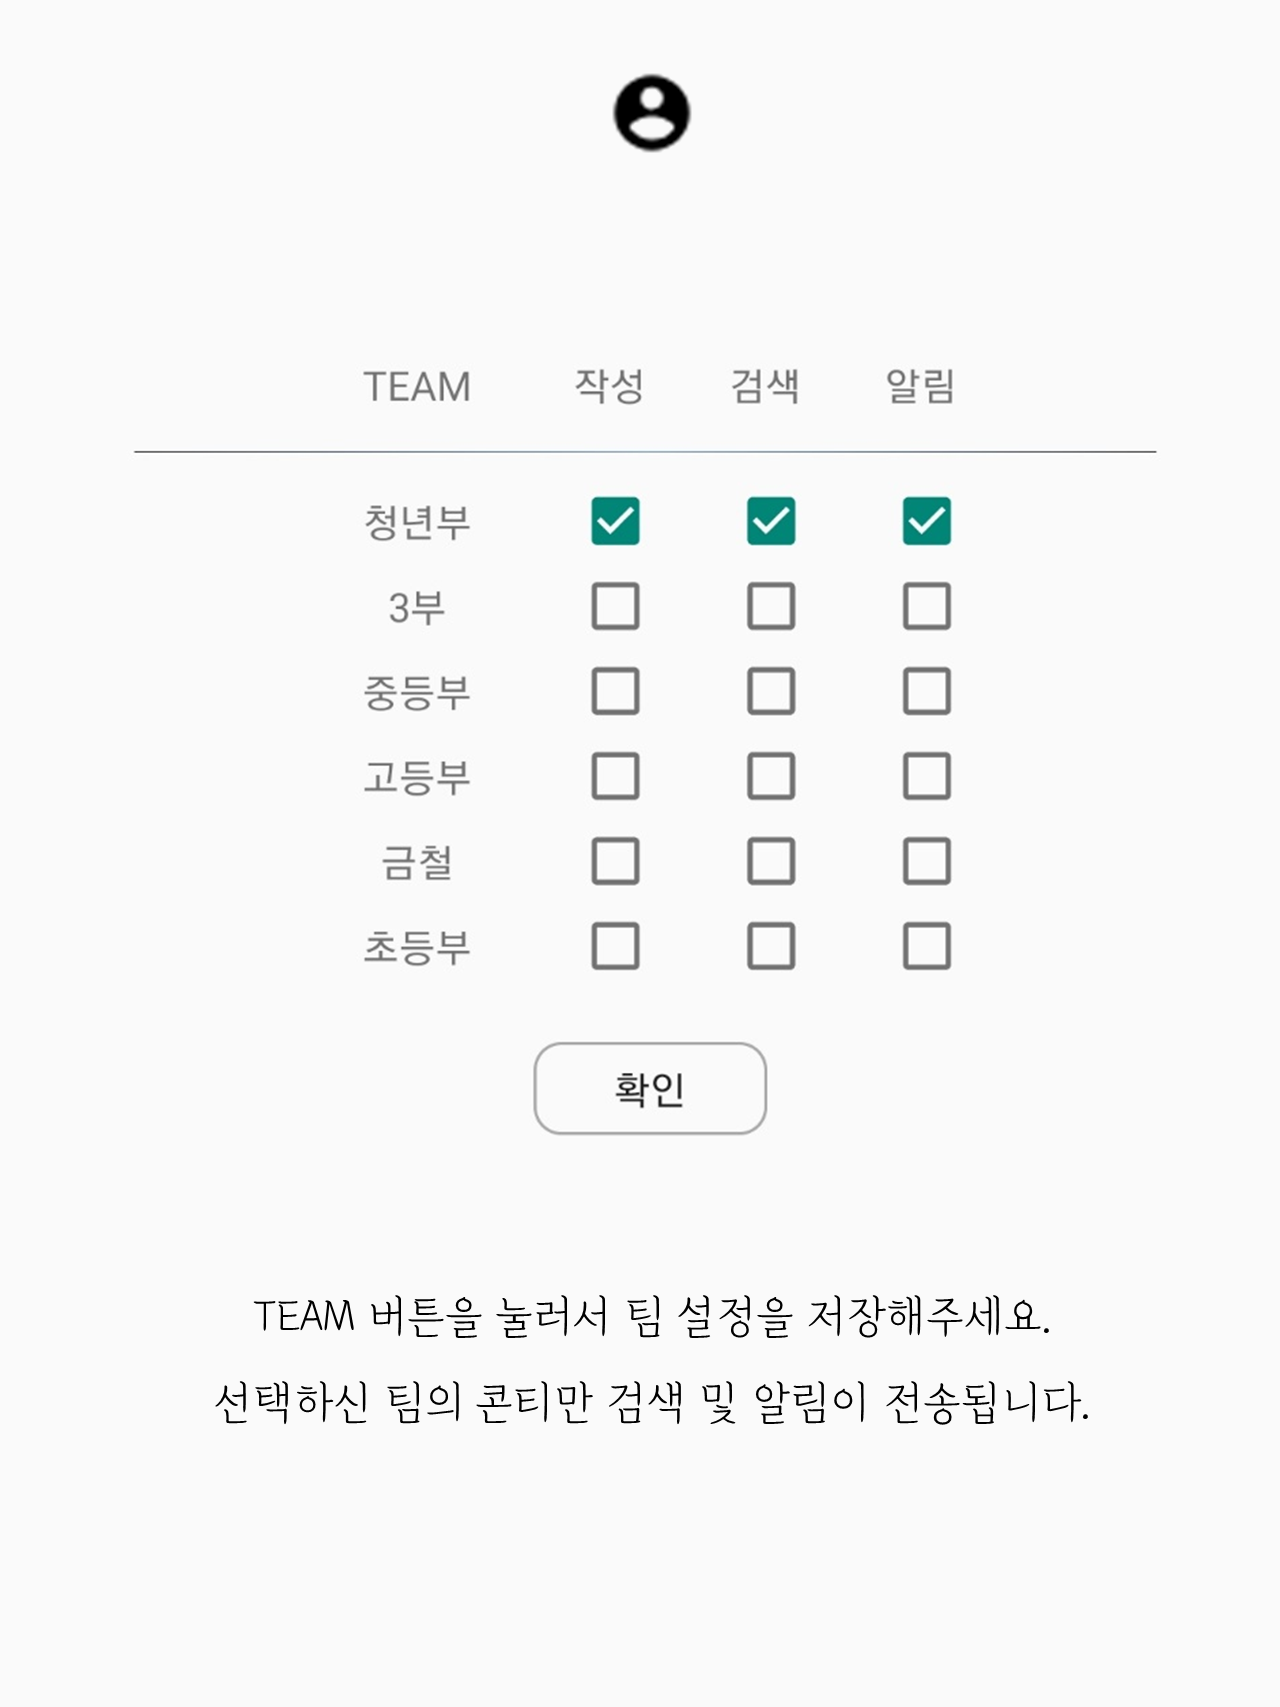 TEAM 작성 검색 알림
청년부
3부
중등부
고등부
금철
초등부
확인
TEAM 버튼을 눌러서 팀 설정을 저장해주세요.
선택하신 팀의 콘티만 검색 및 알림이 전송됩니다.